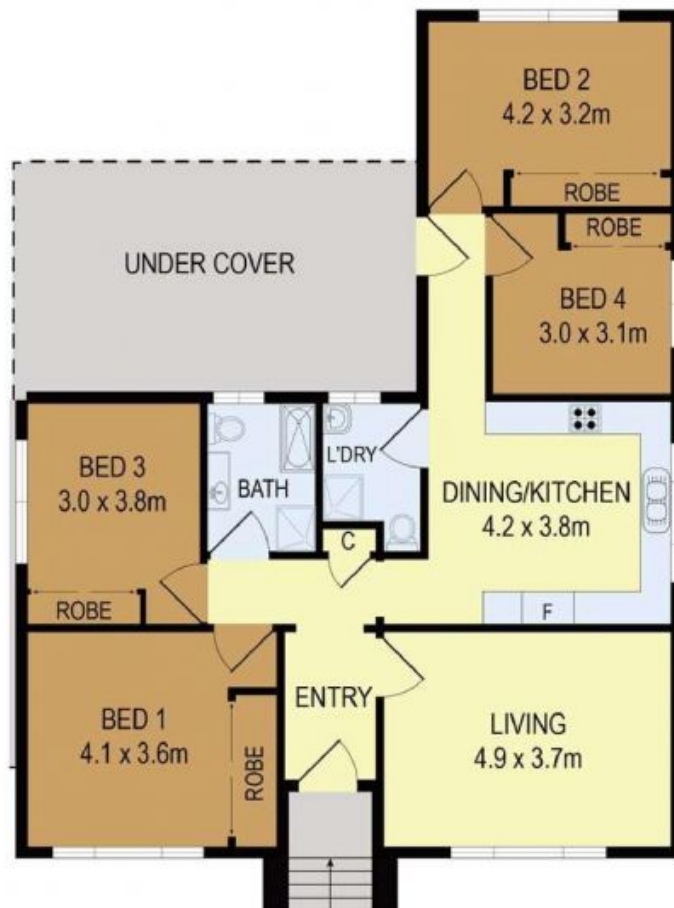 BED 2
4.2 x 3.2m
ROBE
UNDER COVER
ROBE
BED 4
3.0 x 3.1m
BED 3
3.0 x 3.8m
ROBE
BATH
L'DRY
C
DINING/KITCHEN
4.2 x 3.8m
F
BED 1
4.1 x 3.6m
ROBE
ENTRY
LIVING
4.9 x 3.7m